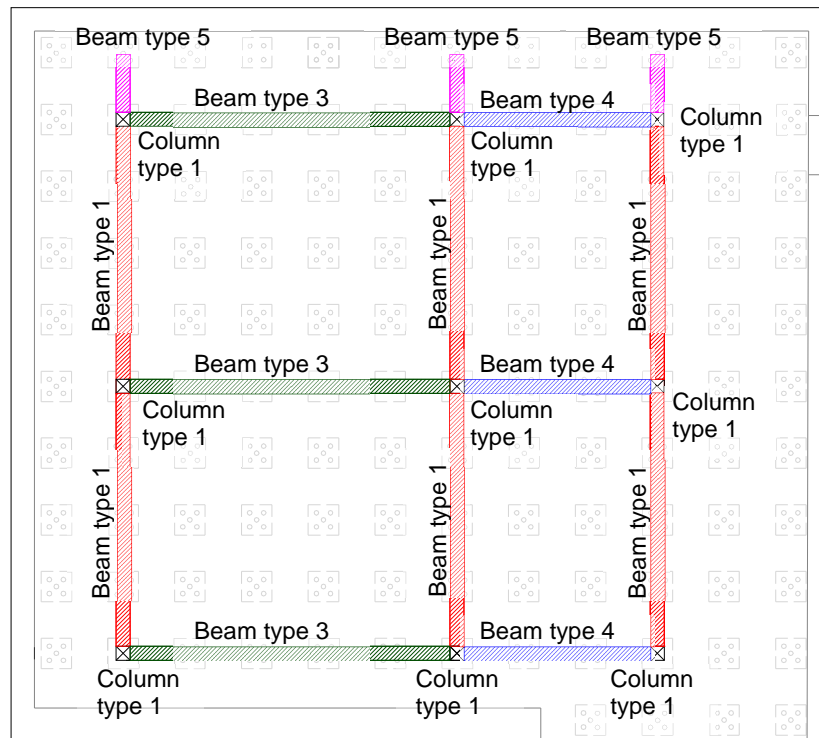 Beam type 5
Beam type 5
Beam type 5
Beam type 3
Beam type 4
Column
type 1
Column
type 1
Column
type 1
Beam type 1
Beam type 1
Beam type 1
Beam type 3
Beam type 4
Column
type 1
Column
type 1
Column
type 1
Beam type 1
Beam type 1
Beam type 1
Beam type 3
Beam type 4
Column
type 1
Column
type 1
Column
type 1